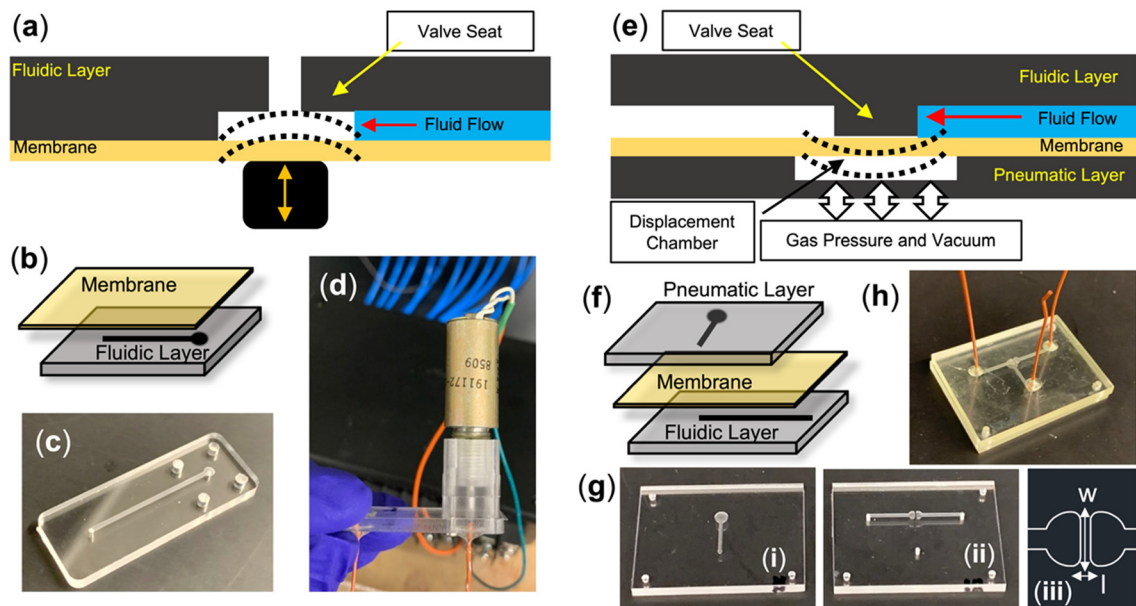 (a)
Valve Seat
Fluidic Layer
Fluid Flow
Membrane
(b)
Membrane
Fluidic Layer
(c)
(d)
8509
191172
(e)
Valve Seat
Fluidic Layer
Fluid Flow
Membrane
Pneumatic Layer
Displacement
Chamber
Gas Pressure and Vacuum
(f)
Pneumatic Layer
Membrane
Fluidic Layer
(h)
(g)
(i)
(ii)
W
(iii)
l